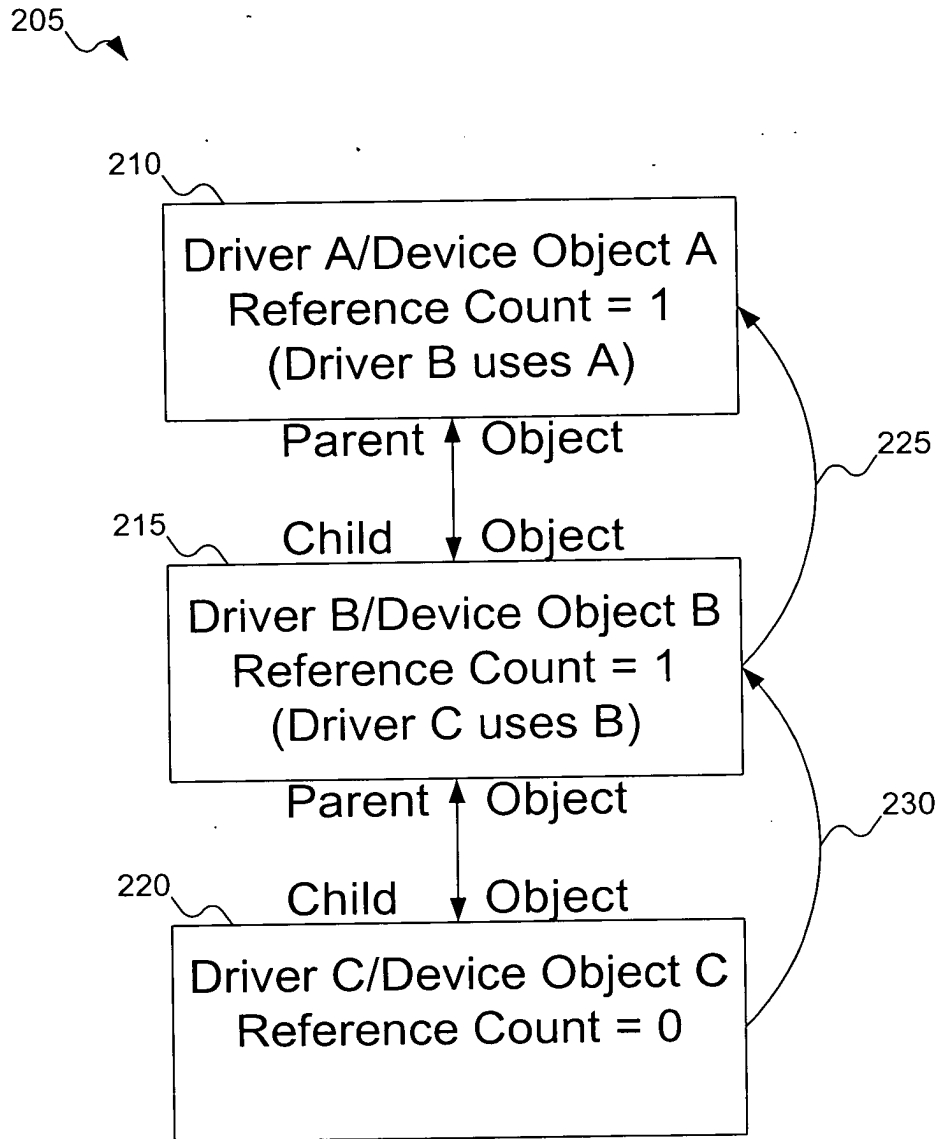 205
210
Driver A/Device Object A
Reference Count = 1
(Driver B uses A)
Parent Object
225
215
Child Object
Driver B/Device Object B
Reference Count = 1
(Driver C uses B)
Parent Object
230
220
Child Object
Driver C/Device Object C
Reference Count = 0